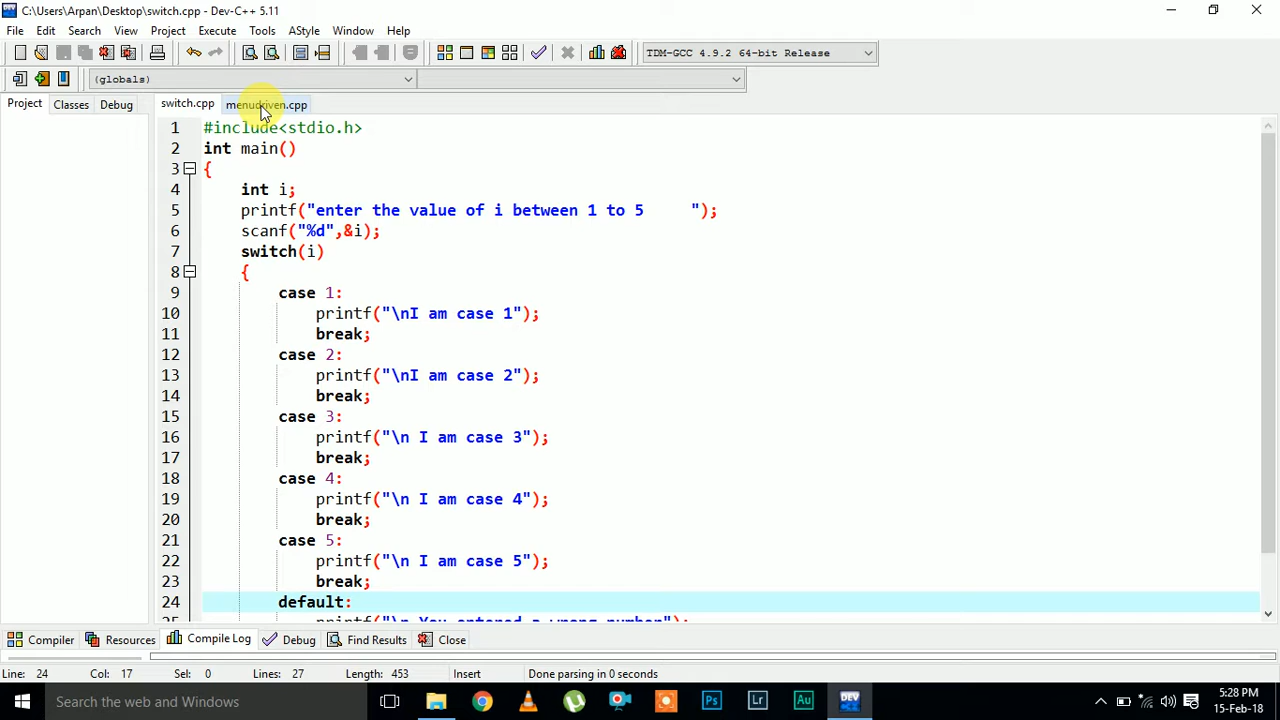 C:\Users\Arpan\Desktop\switch.cpp - Dev-C++ 5.11
File Edit Search View Project Execute Tools AStyle Window Help
TDM-GCC 4.9.2 64-bit Release
(globals)
Project Classes Debug switch.cpp menudriven.cpp
1 #include<stdio.h>
2 int main()
3 {
4 int i;
5 printf("enter the value of i between 1 to 5     ");
6 scanf("%d",&i);
7 switch(i)
8 {
9 case 1:
10 printf("\nI am case 1");
11 break;
12 case 2:
13 printf("\nI am case 2");
14 break;
15 case 3:
16 printf("\n I am case 3");
17 break;
18 case 4:
19 printf("\n I am case 4");
20 break;
21 case 5:
22 printf("\n I am case 5");
23 break;
24 default:
25 printf("\n You entered a wrong number");
Compiler Resources Compile Log Debug Find Results Close
Line: 24 Col: 17 Sel: 0 Lines: 27 Length: 453 Insert Done parsing in 0 seconds
Search the web and Windows Ps Lr Au DEV 5:28 PM
15-Feb-18